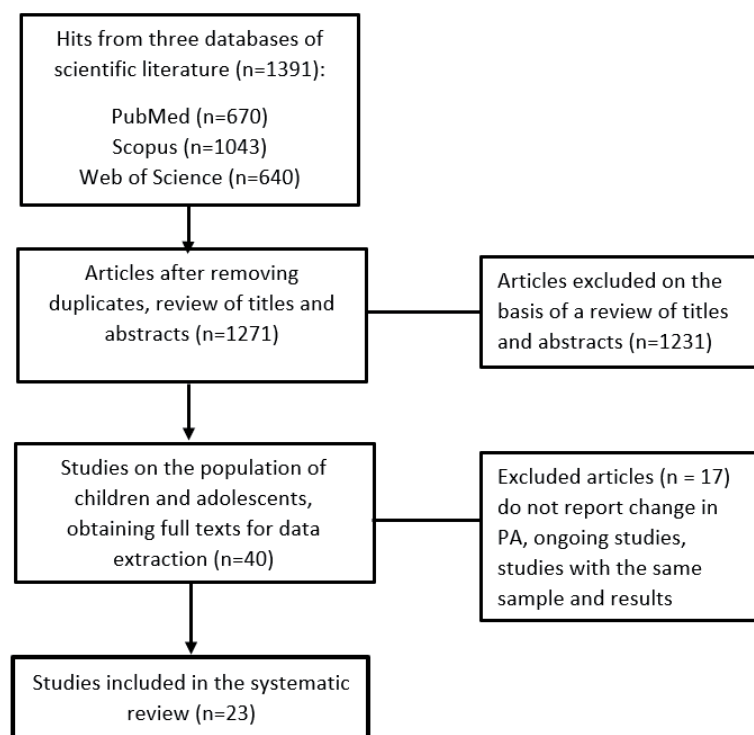 Hits from three databases of
scientific literature (n=1391):
PubMed (n=670)
Scopus (n=1043)
Web of Science (n=640)
Articles after removing
duplicates, review of titles and
abstracts (n=1271)
Articles excluded on the
basis of a review of titles
and abstracts (n=1231)
Studies on the population of
children and adolescents,
obtaining full texts for data
extraction (n=40)
Excluded articles (n = 17)
do not report change in
PA, ongoing studies,
studies with the same
sample and results
Studies included in the systematic
review (n=23)